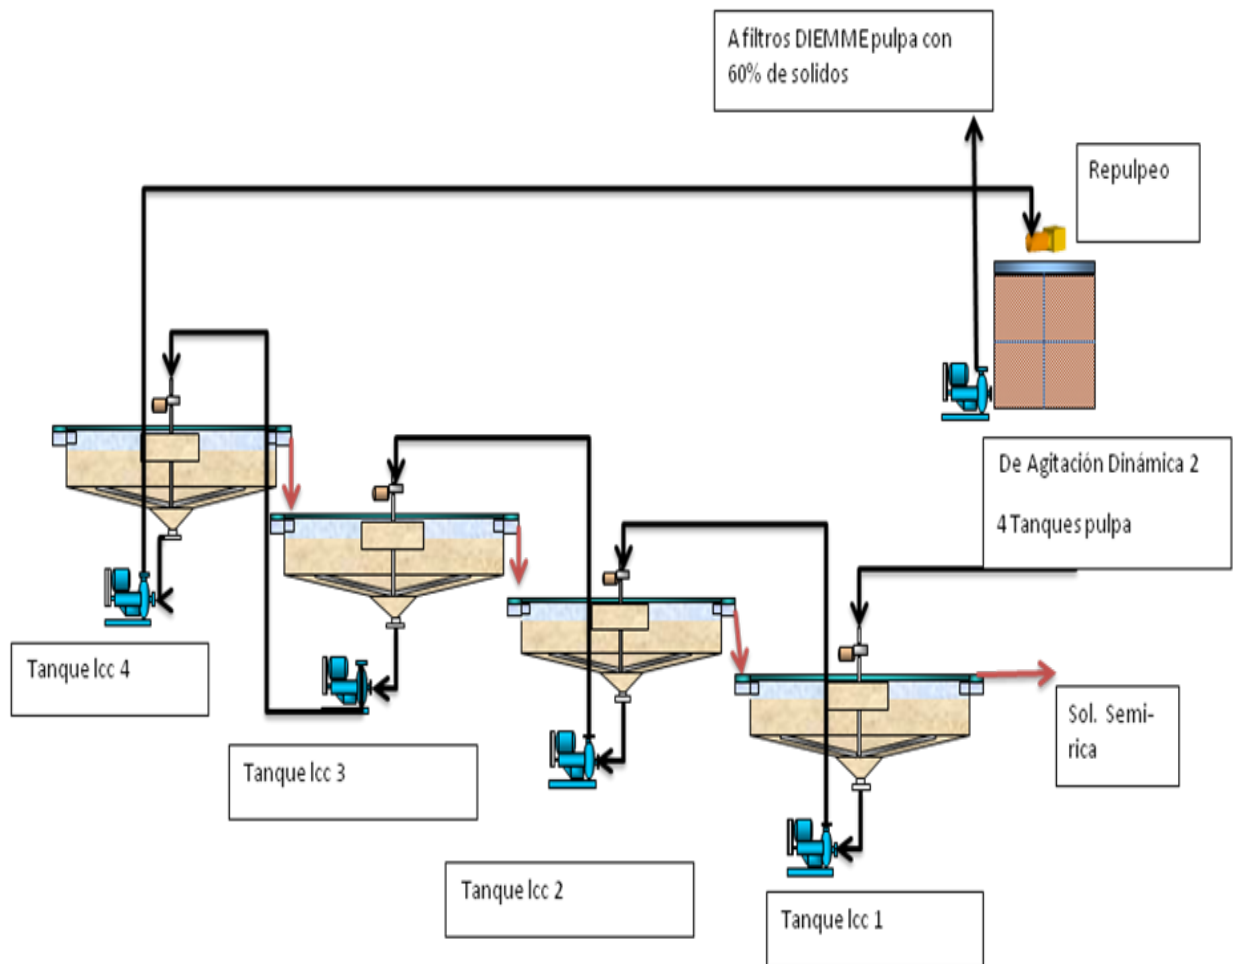 A filtros DIEMME pulpa con
60% de solidos
Repulpeo
De Agitación Dinámica 2
4 Tanques pulpa
Tanque lcc 4
Sol. Semi-
rica
Tanque lcc 3
Tanque lcc 2
Tanque lcc 1